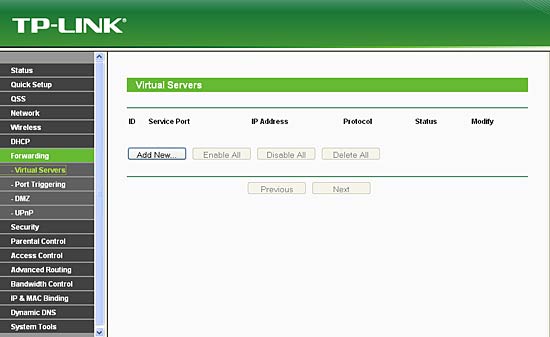 TP-LINK®
Status
Quick Setup
QSS
Network
Wireless
DHCP
Forwarding
- Virtual Servers
- Port Triggering
- DMZ
- UPnP
Security
Parental Control
Access Control
Advanced Routing
Bandwidth Control
IP & MAC Binding
Dynamic DNS
System Tools
Virtual Servers
ID Service Port IP Address Protocol Status Modify
Add New... Enable All Disable All Delete All
Previous Next